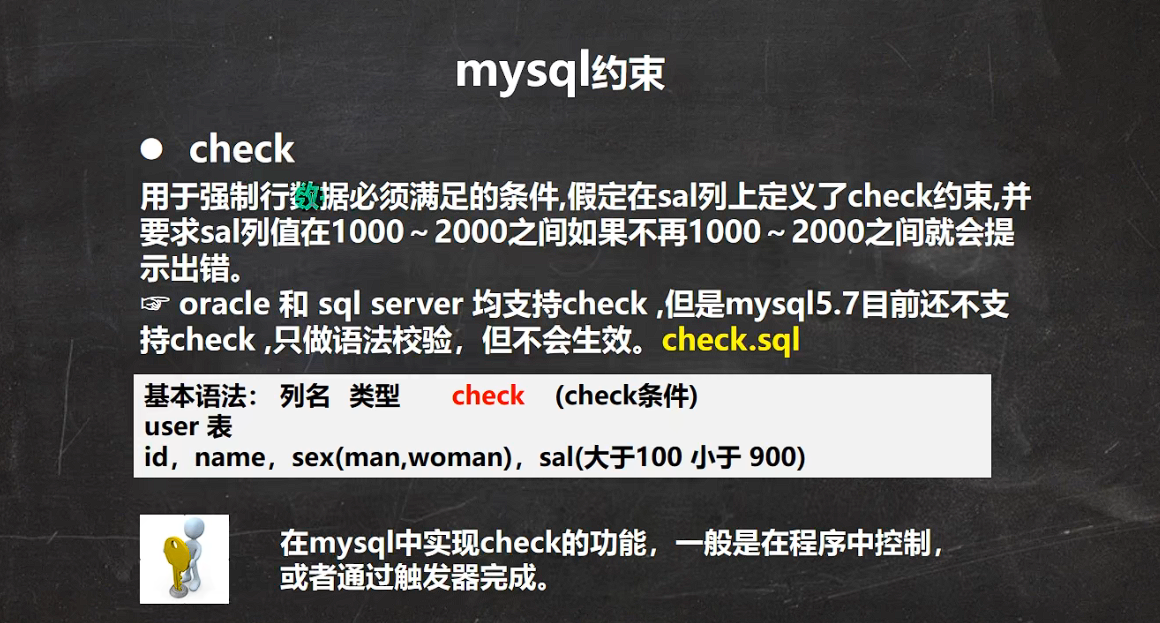 mysql约束
● check
用于强制行数据必须满足的条件,假定在sal列上定义了check约束,并
要求sal列值在1000～2000之间如果不再1000～2000之间就会提
示出错。
☞ oracle 和 sql server 均支持check ,但是mysql5.7目前还不支
持check ,只做语法校验，但不会生效。check.sql
基本语法： 列名 类型 check (check条件)
user 表
id，name，sex(man,woman)，sal(大于100 小于 900)
在mysql中实现check的功能，一般是在程序中控制，
或者通过触发器完成。